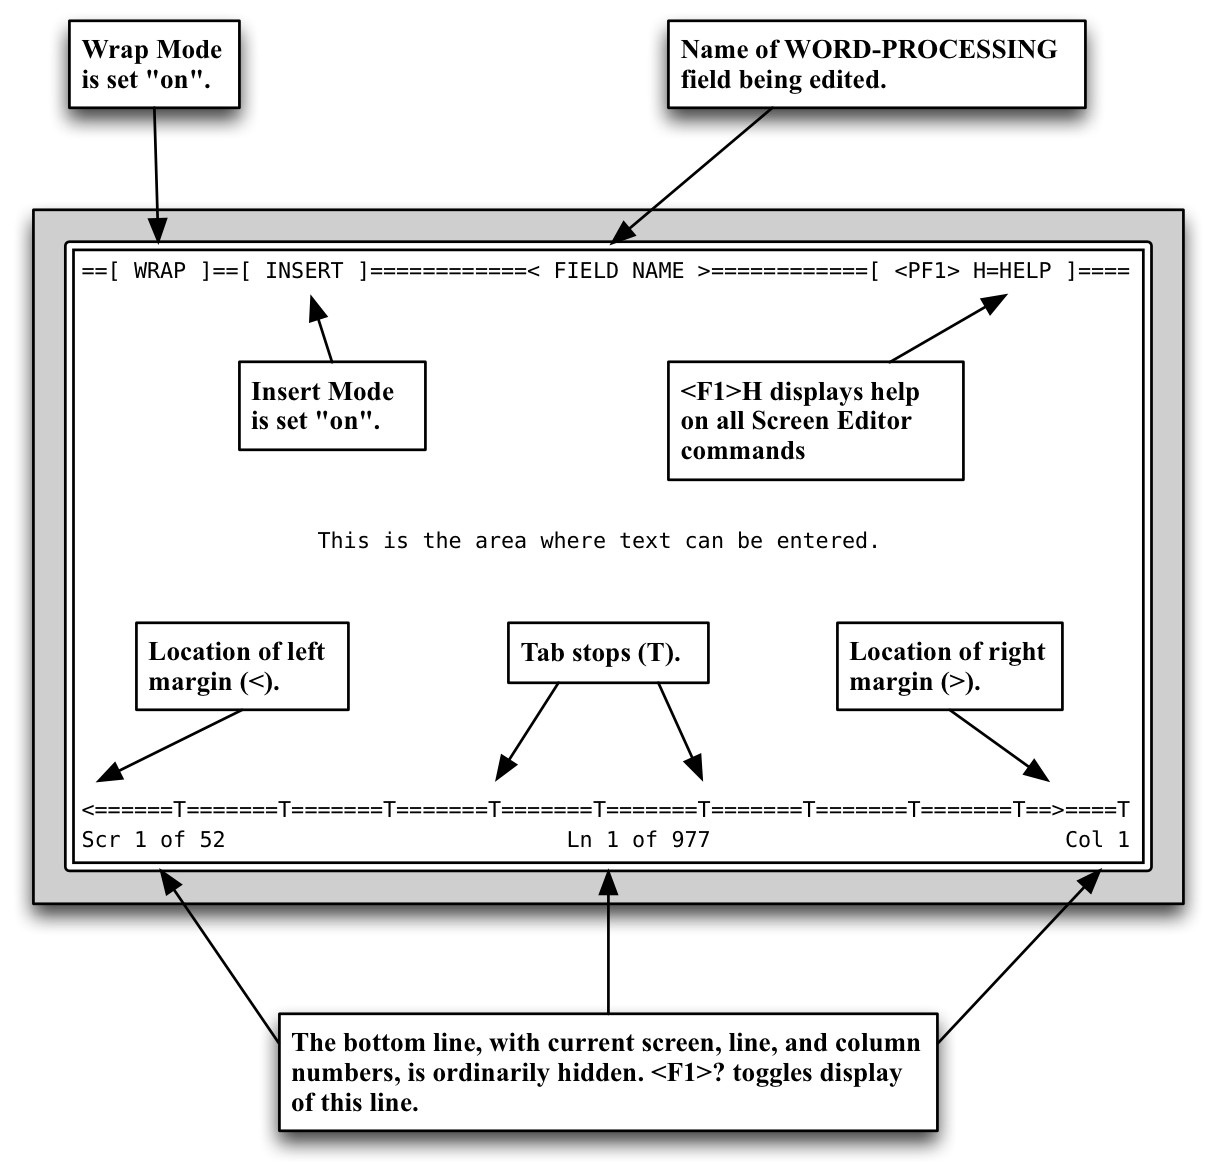 Wrap Mode
is set "on".
Name of WORD-PROCESSING
field being edited.
==[ WRAP ]==[ INSERT ]============< FIELD NAME >============[ <PF1> H=HELP ]====
Insert Mode
is set "on".
<F1>H displays help
on all Screen Editor
commands
This is the area where text can be entered.
Location of left
margin (<).
Tab stops (T).
Location of right
margin (>).
<======T=======T=======T=======T=======T=======T=======T=======T=======T==>====T
Scr 1 of 52 Ln 1 of 977 Col 1
The bottom line, with current screen, line, and column
numbers, is ordinarily hidden. <F1>? toggles display
of this line.